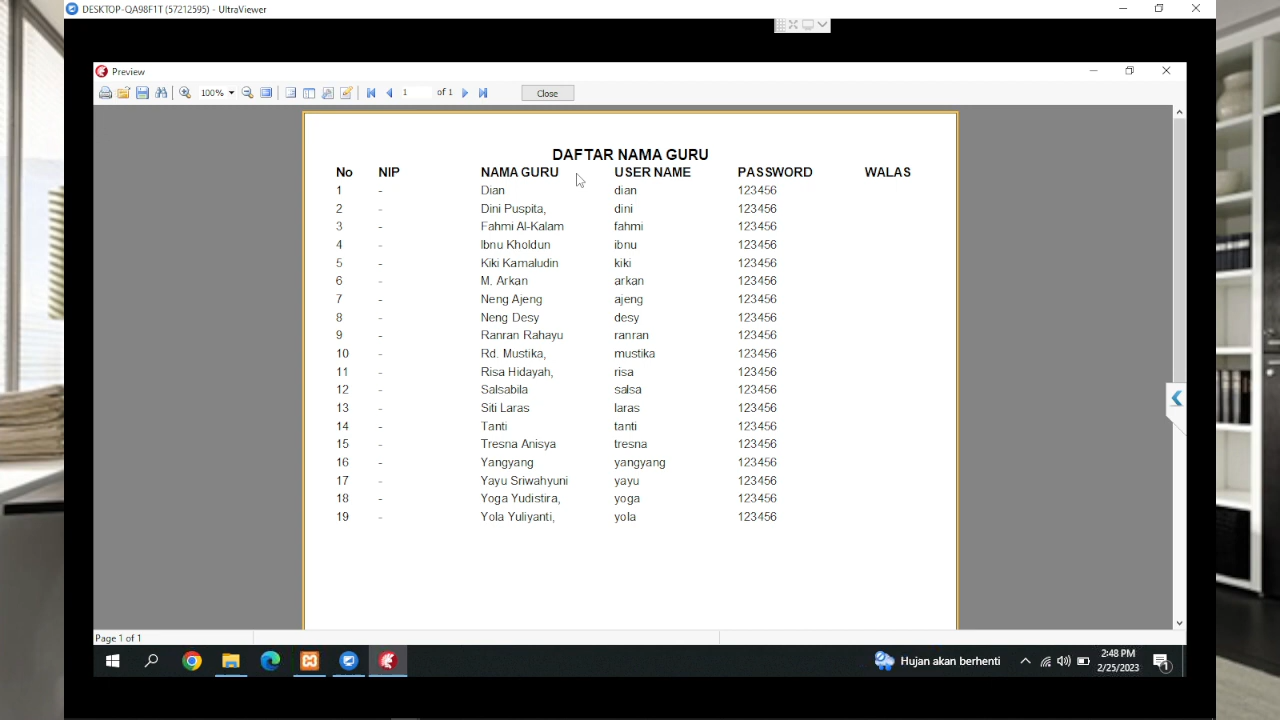 DESKTOP-QA98F1T (57212595) - UltraViewer
Preview
100%
1 of 1
Close
DAFTAR NAMA GURU
No NIP NAMA GURU USER NAME PASSWORD WALAS
1 - Dian dian 123456
2 - Dini Puspita, dini 123456
3 - Fahmi Al-Kalam fahmi 123456
4 - Ibnu Kholdun ibnu 123456
5 - Kiki Kamaludin kiki 123456
6 - M. Arkan arkan 123456
7 - Neng Ajeng ajeng 123456
8 - Neng Desy desy 123456
9 - Ranran Rahayu ranran 123456
10 - Rd. Mustika, mustika 123456
11 - Risa Hidayah, risa 123456
12 - Salsabila salsa 123456
13 - Siti Laras laras 123456
14 - Tanti tanti 123456
15 - Tresna Anisya tresna 123456
16 - Yangyang yangyang 123456
17 - Yayu Sriwahyuni yayu 123456
18 - Yoga Yudistira, yoga 123456
19 - Yola Yuliyanti, yola 123456
Page 1 of 1
Hujan akan berhenti
2:48 PM
2/25/2023
1